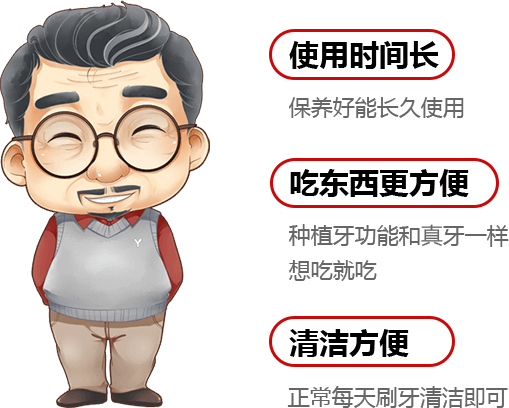 使用时间长
保养好能长久使用
吃东西更方便
种植牙功能和真牙一样
想吃就吃
清洁方便
正常每天刷牙清洁即可
Y